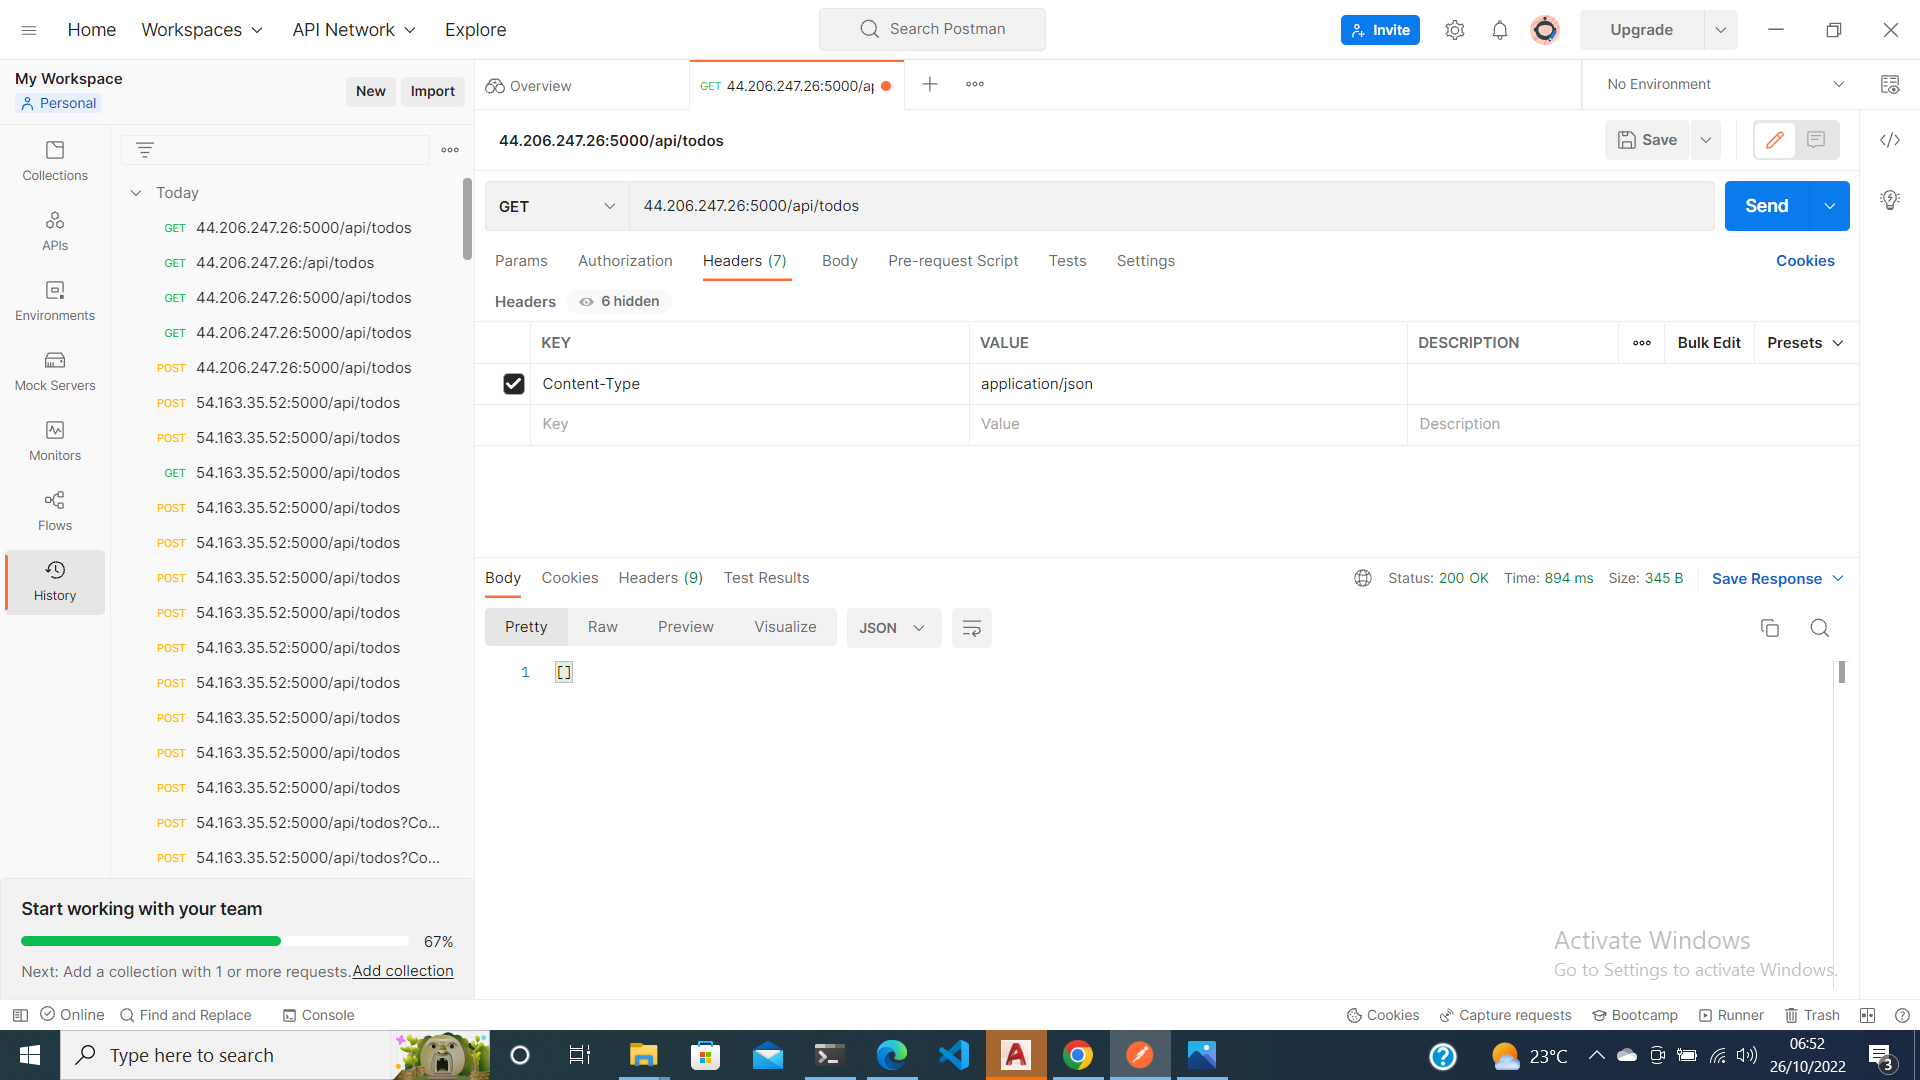 Home Workspaces API Network Explore
Search Postman
Invite Upgrade
My Workspace
Personal
New Import
Overview GET 44.206.247.26:5000/ap
No Environment
Collections
APIs
Environments
Mock Servers
Monitors
Flows
History
Today
GET 44.206.247.26:5000/api/todos
GET 44.206.247.26:/api/todos
GET 44.206.247.26:5000/api/todos
GET 44.206.247.26:5000/api/todos
POST 44.206.247.26:5000/api/todos
POST 54.163.35.52:5000/api/todos
POST 54.163.35.52:5000/api/todos
GET 54.163.35.52:5000/api/todos
POST 54.163.35.52:5000/api/todos
POST 54.163.35.52:5000/api/todos
POST 54.163.35.52:5000/api/todos
POST 54.163.35.52:5000/api/todos
POST 54.163.35.52:5000/api/todos
POST 54.163.35.52:5000/api/todos
POST 54.163.35.52:5000/api/todos
POST 54.163.35.52:5000/api/todos
POST 54.163.35.52:5000/api/todos
POST 54.163.35.52:5000/api/todos?Co...
POST 54.163.35.52:5000/api/todos?Co...
Start working with your team
67%
Next: Add a collection with 1 or more requests. Add collection
44.206.247.26:5000/api/todos
Save
GET 44.206.247.26:5000/api/todos Send
Params Authorization Headers (7) Body Pre-request Script Tests Settings Cookies
Headers 6 hidden
KEY VALUE DESCRIPTION Bulk Edit Presets
Content-Type application/json
Key Value Description
Body Cookies Headers (9) Test Results Status: 200 OK Time: 894 ms Size: 345 B Save Response
Pretty Raw Preview Visualize JSON
1 []
Activate Windows
Go to Settings to activate Windows.
Online Find and Replace Console Cookies Capture requests Bootcamp Runner Trash
Type here to search
23°C
06:52
26/10/2022
3